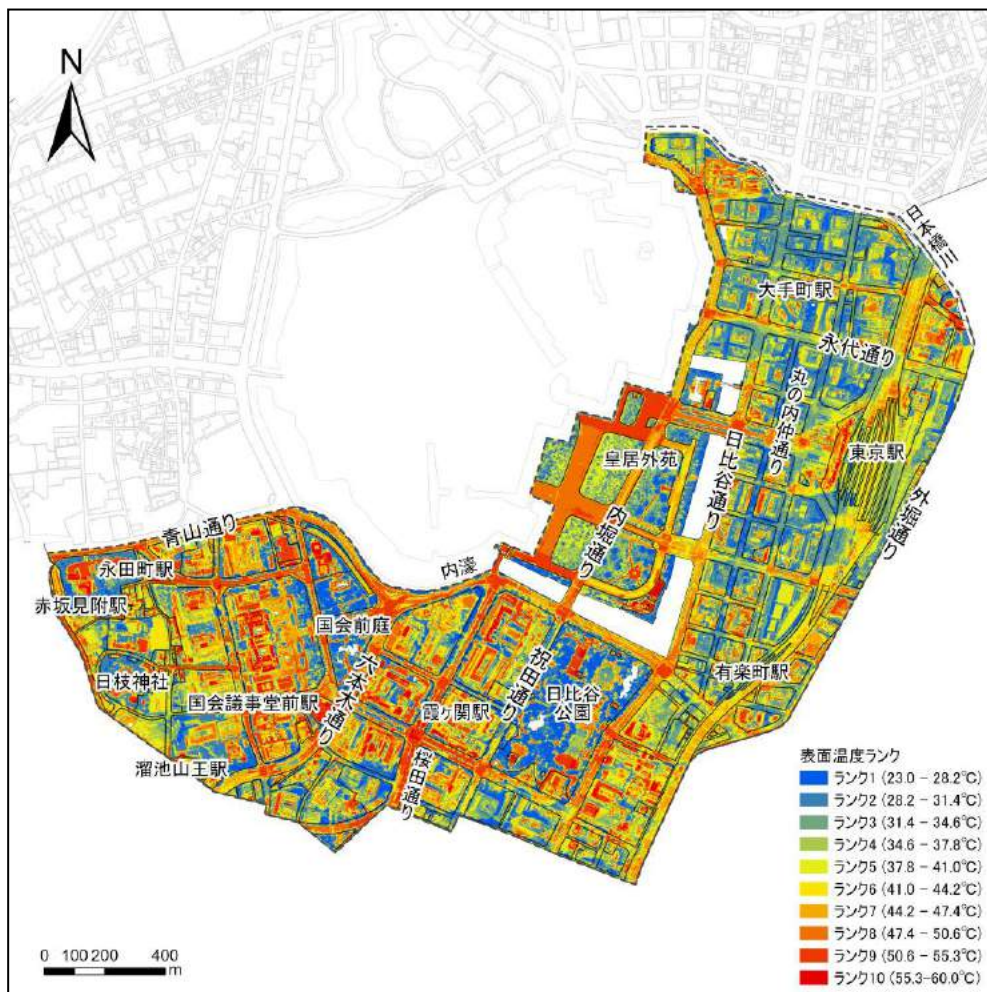 N
日本橋川
大手町駅
永代通り
丸の内仲通り
東京駅
皇居外苑
日比谷通り
外堀通り
内堀通り
青山通り
永田町駅
内濠
赤坂見附駅
国会前庭
祝田通り
有楽町駅
日枝神社
六本木通り
日比谷
公園
国会議事堂前駅
霞ヶ関駅
溜池山王駅
桜田通り
表面温度ランク
ランク1 (23.0 - 28.2℃)
ランク2 (28.2 - 31.4℃)
ランク3 (31.4 - 34.6℃)
ランク4 (34.6 - 37.8℃)
ランク5 (37.8 - 41.0℃)
ランク6 (41.0 - 44.2℃)
ランク7 (44.2 - 47.4℃)
ランク8 (47.4 - 50.6℃)
ランク9 (50.6 - 55.3℃)
ランク10 (55.3-60.0℃)
0 100 200 400
m